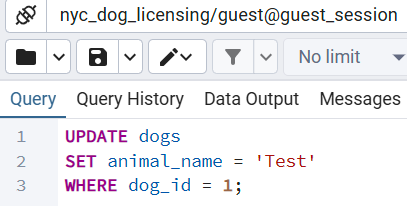 nyc_dog_licensing/guest@guest_session
No limit
Query Query History Data Output Messages
1 UPDATE dogs
2 SET animal_name = 'Test'
3 WHERE dog_id = 1;